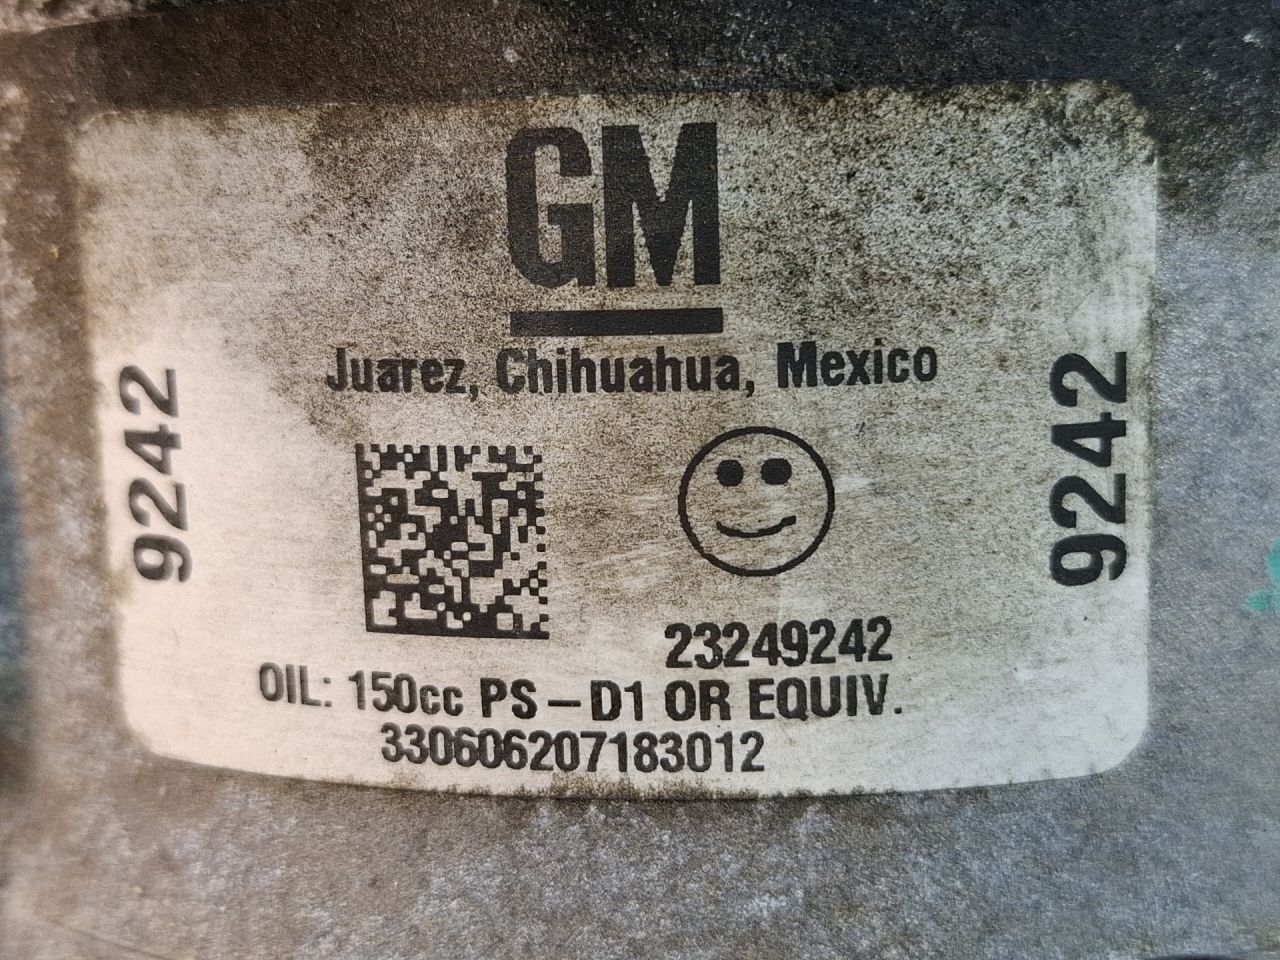 GM
Juarez, Chihuahua, Mexico
9242
9242
23249242
OIL: 150cc PS-D1 OR EQUIV.
330606207183012